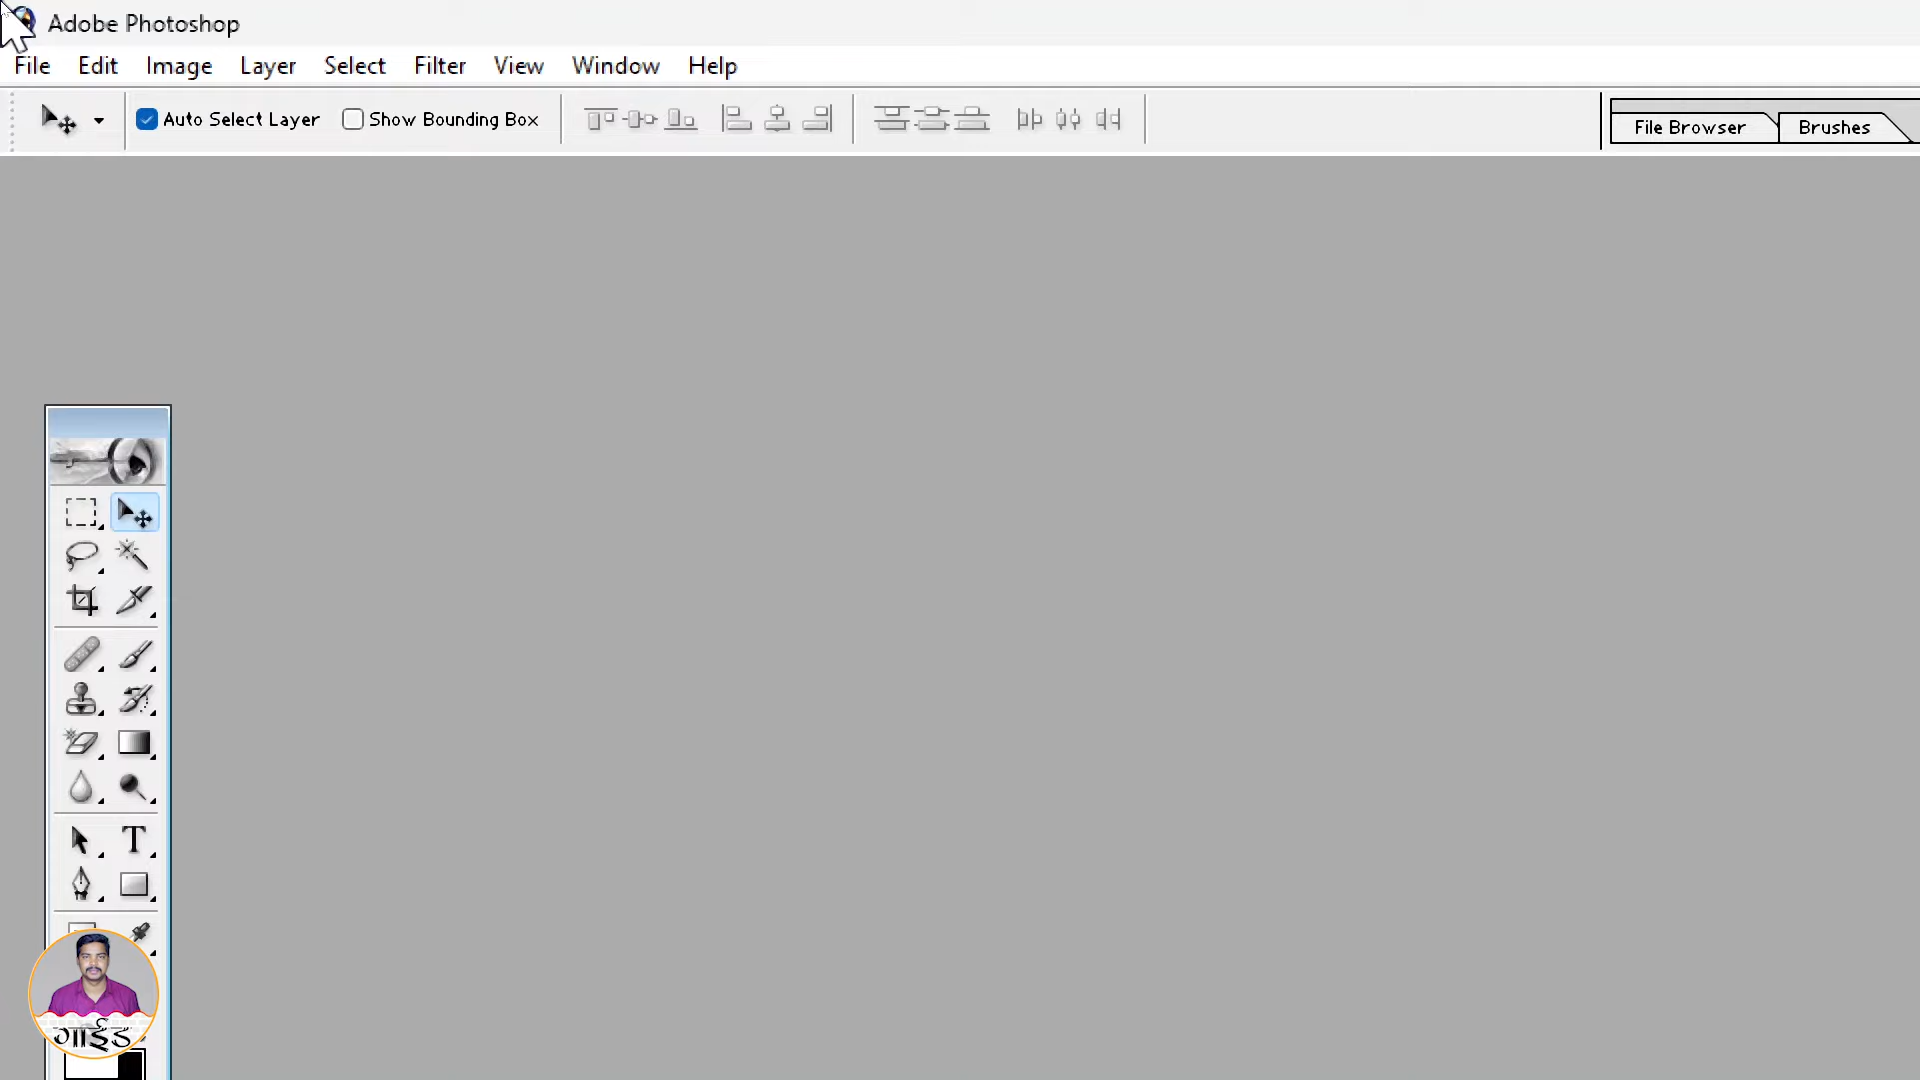 Adobe Photoshop
File Edit Image Layer Select Filter View Window Help
Auto Select Layer Show Bounding Box File Browser Brushes
T
गाईड